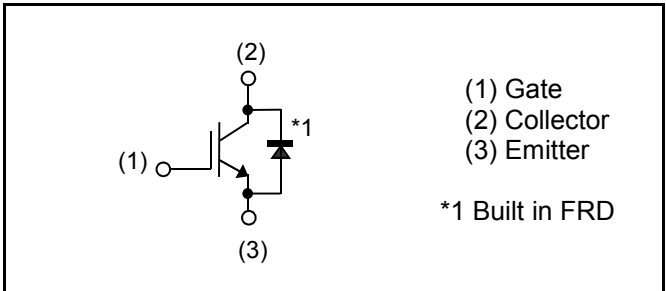 (2)
*1
(1)
(3)
(1) Gate
(2) Collector
(3) Emitter
*1 Built in FRD